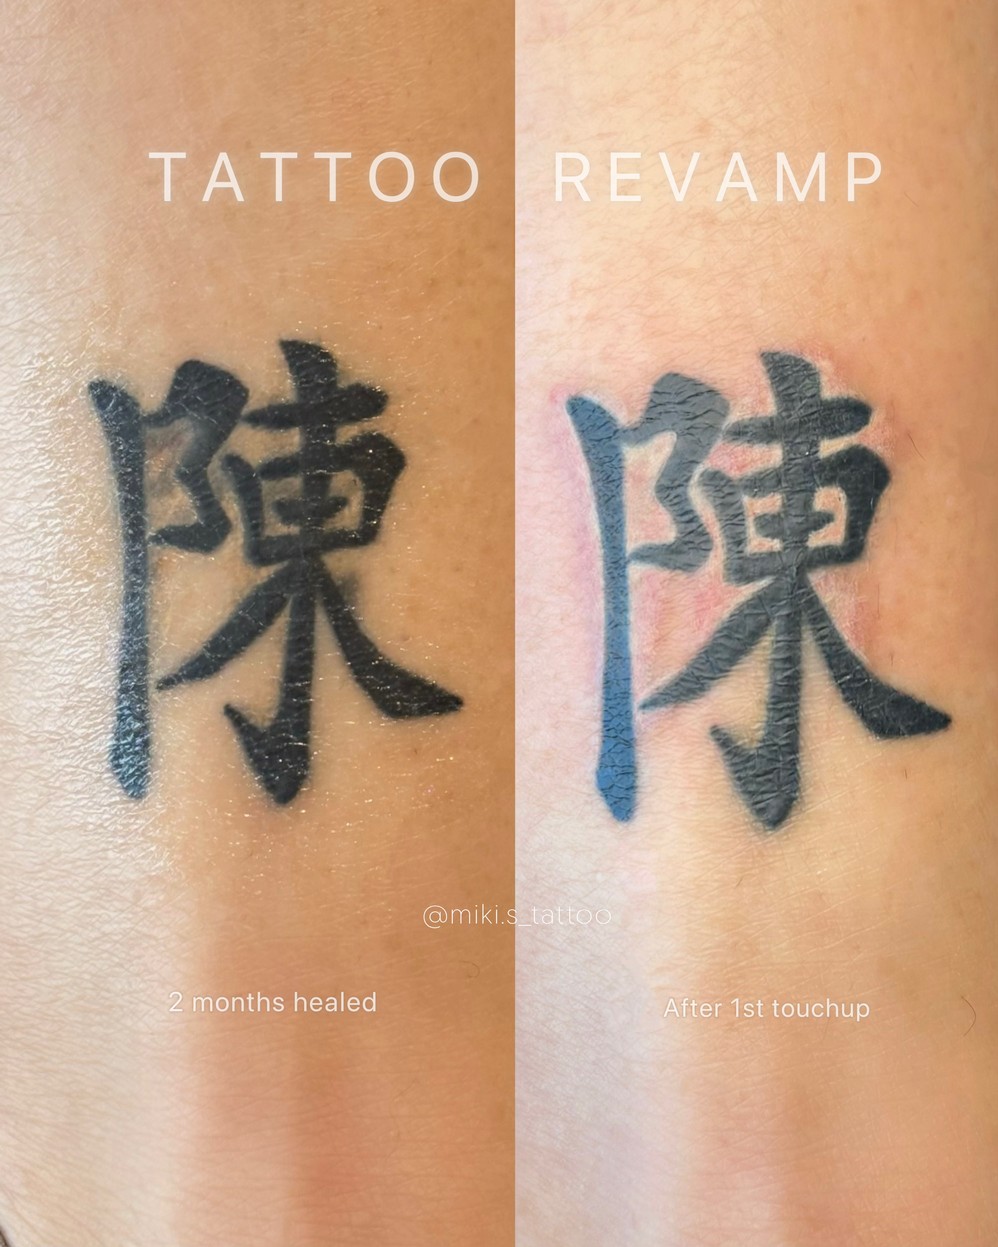 TATTOO REVAMP
陳 陳
@miki.s_tattoo
2 months healed
After 1st touchup